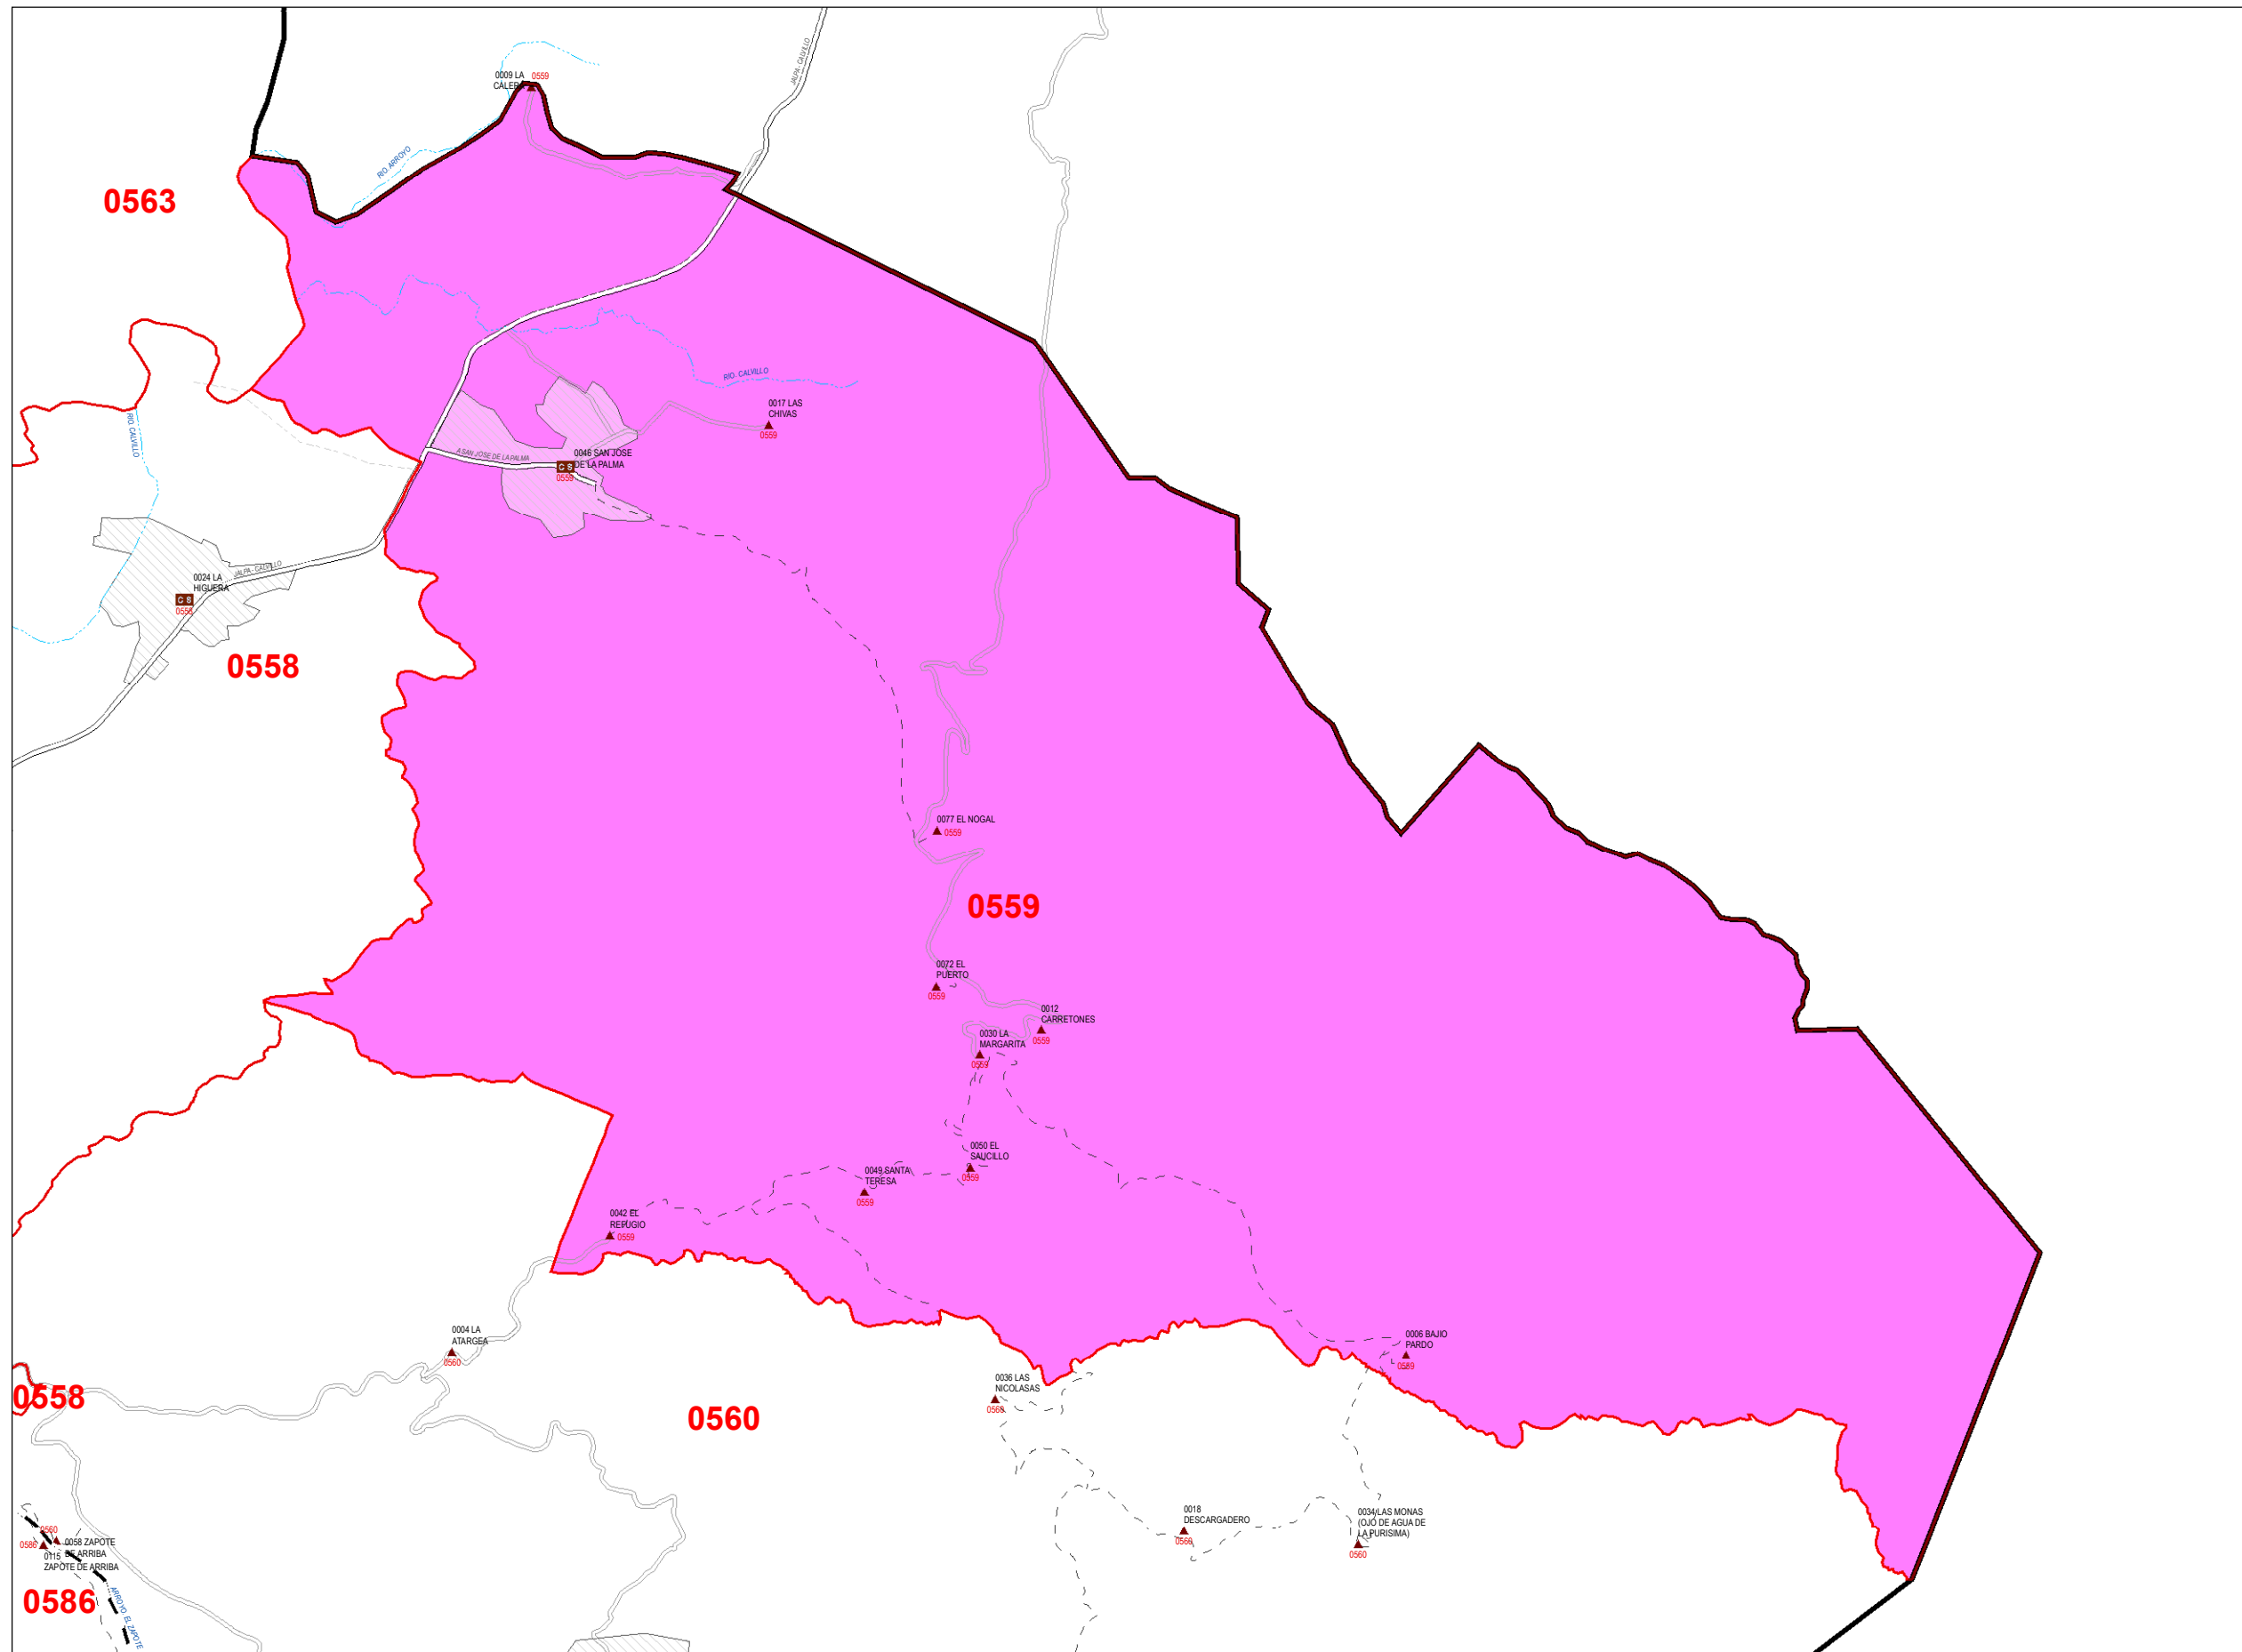 0009 LA
CALERA
0559
JALPA - CALVILLO
RIO. ARROYO
0563
RIO. CALVILLO
0017 LAS
CHIVAS
0559
RIO. CALVILLO
A SAN JOSE DE LA PALMA
0046 SAN JOSE
DE LA PALMA
C S
0559
0024 LA
HIGUERA
JALPA - CALVILLO
C S
0558
0558
0077 EL NOGAL
0559
0559
0072 EL
PUERTO
0559
0012
CARRETONES
0559
0030 LA
MARGARITA
0559
0050 EL
SAUCILLO
0559
0049 SANTA
TERESA
0559
0042 EL
REFUGIO
0559
0004 LA
ATARGEA
0560
0006 BAJIO
PARDO
0559
0036 LAS
NICOLASAS
0560
0558
0560
0018
DESCARGADERO
0560
0034 LAS MONAS
(OJO DE AGUA DE
LA PURISIMA)
0560
0560
0058 ZAPOTE
DE ARRIBA
0586
0115
ZAPOTE DE ARRIBA
0586
ARROYO EL ZAPOTE